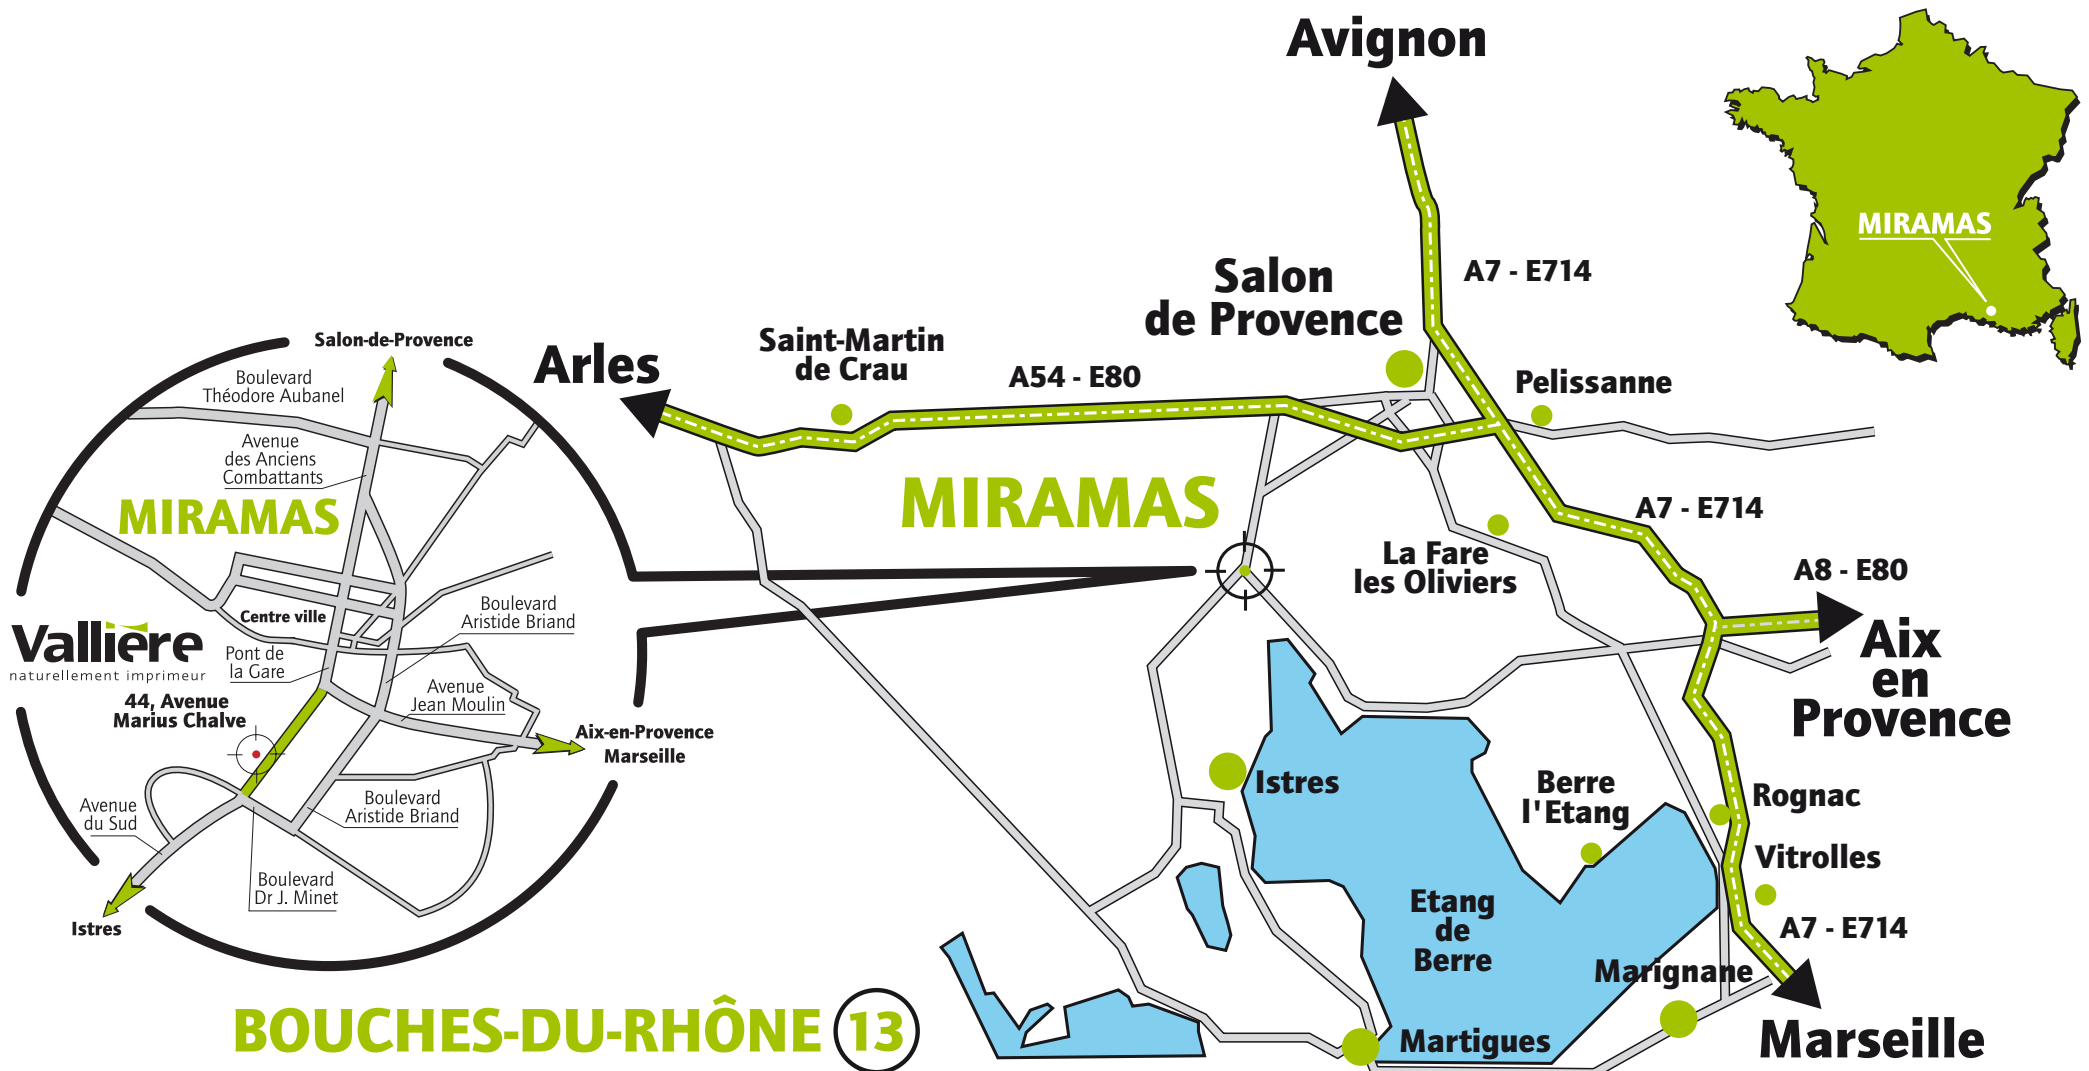 Avignon
MIRAMAS
A7 - E714
Salon
de Provence
Saint-Martin
de Crau
Arles
A54 - E80
Pelissanne
MIRAMAS
A7 - E714
La Fare
les Oliviers
A8 - E80
Aix
en
Provence
Istres
Berre
l'Etang
Rognac
Vitrolles
Etang
de
Berre
A7 - E714
Marignane
Martigues
Marseille
Salon-de-Provence
Boulevard
Théodore Aubanel
Avenue
des Anciens
Combattants
MIRAMAS
Centre ville
Boulevard
Aristide Briand
Vallière
naturellement imprimeur
Pont de
la Gare
44, Avenue
Marius Chalve
Avenue
Jean Moulin
Aix-en-Provence
Marseille
Avenue
du Sud
Boulevard
Aristide Briand
Boulevard
Dr J. Minet
Istres
BOUCHES-DU-RHÔNE 13